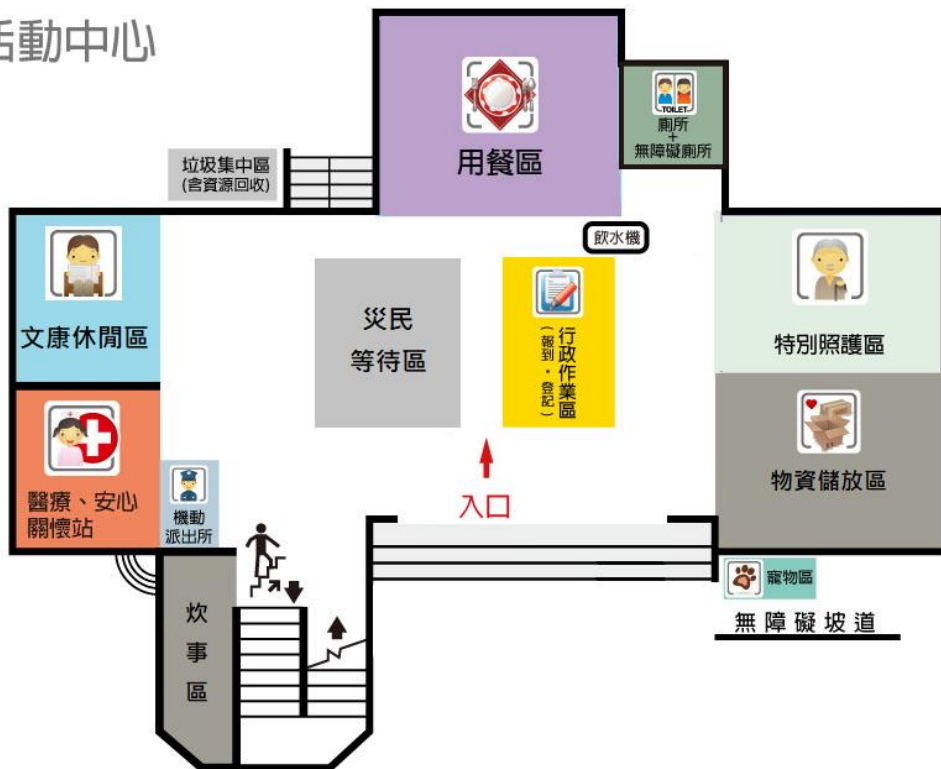 活動中心
用餐區
TOILET
廁所
+
無障礙廁所
垃圾集中區
(含資源回收)
飲水機
文康休閒區
災民
等待區
行政作業區
(報到・登記)
特別照護區
醫療、安心
關懷站
機動
派出所
入口
物資儲放區
寵物區
無障礙坡道
炊
事
區